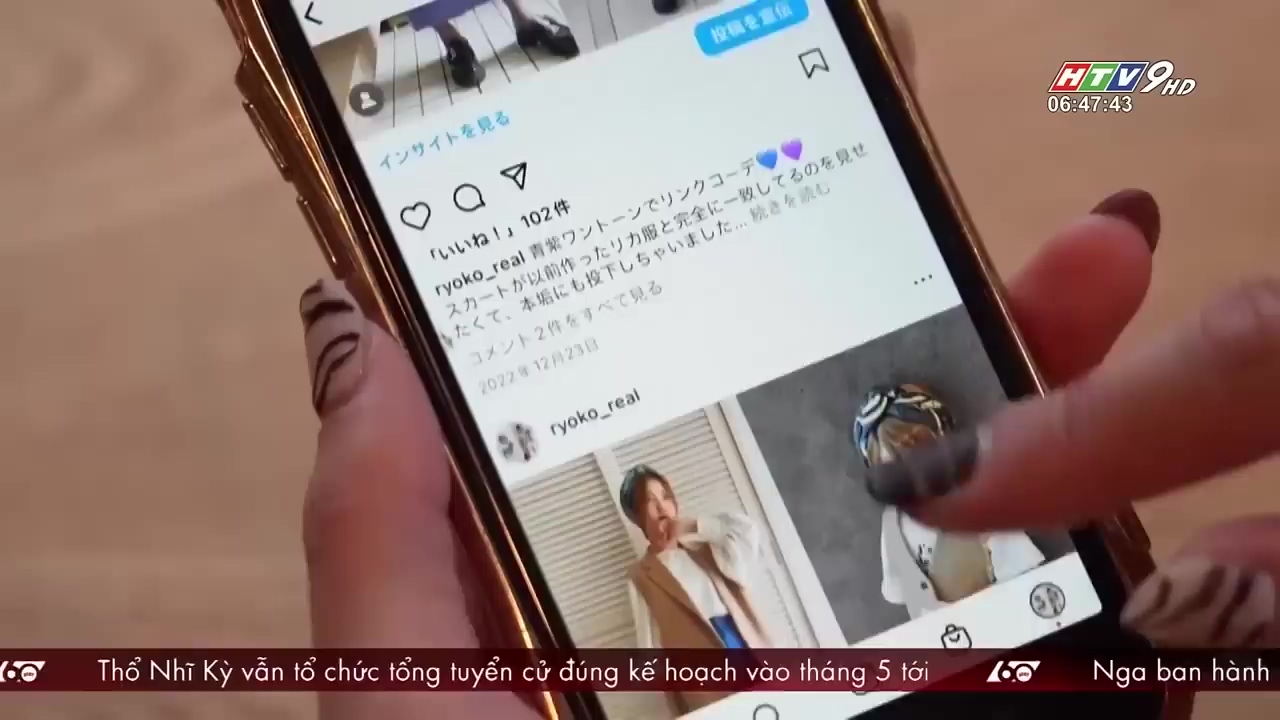 投稿を宣伝
HTV9HD
06:47:43
インサイトを見る
「いいね！」102件
ryoko_real 青紫ワントーンでリンクコーデ💙💜
スカートが以前作ったリカ服と完全に一致してるのを見せ
たくて、本垢にも投下しちゃいました... 続きを読む
コメント2件をすべて見る
2022年12月23日
ryoko_real
60 giây Thổ Nhĩ Kỳ vẫn tổ chức tổng tuyển cử đúng kế hoạch vào tháng 5 tới 60 giây Nga ban hành